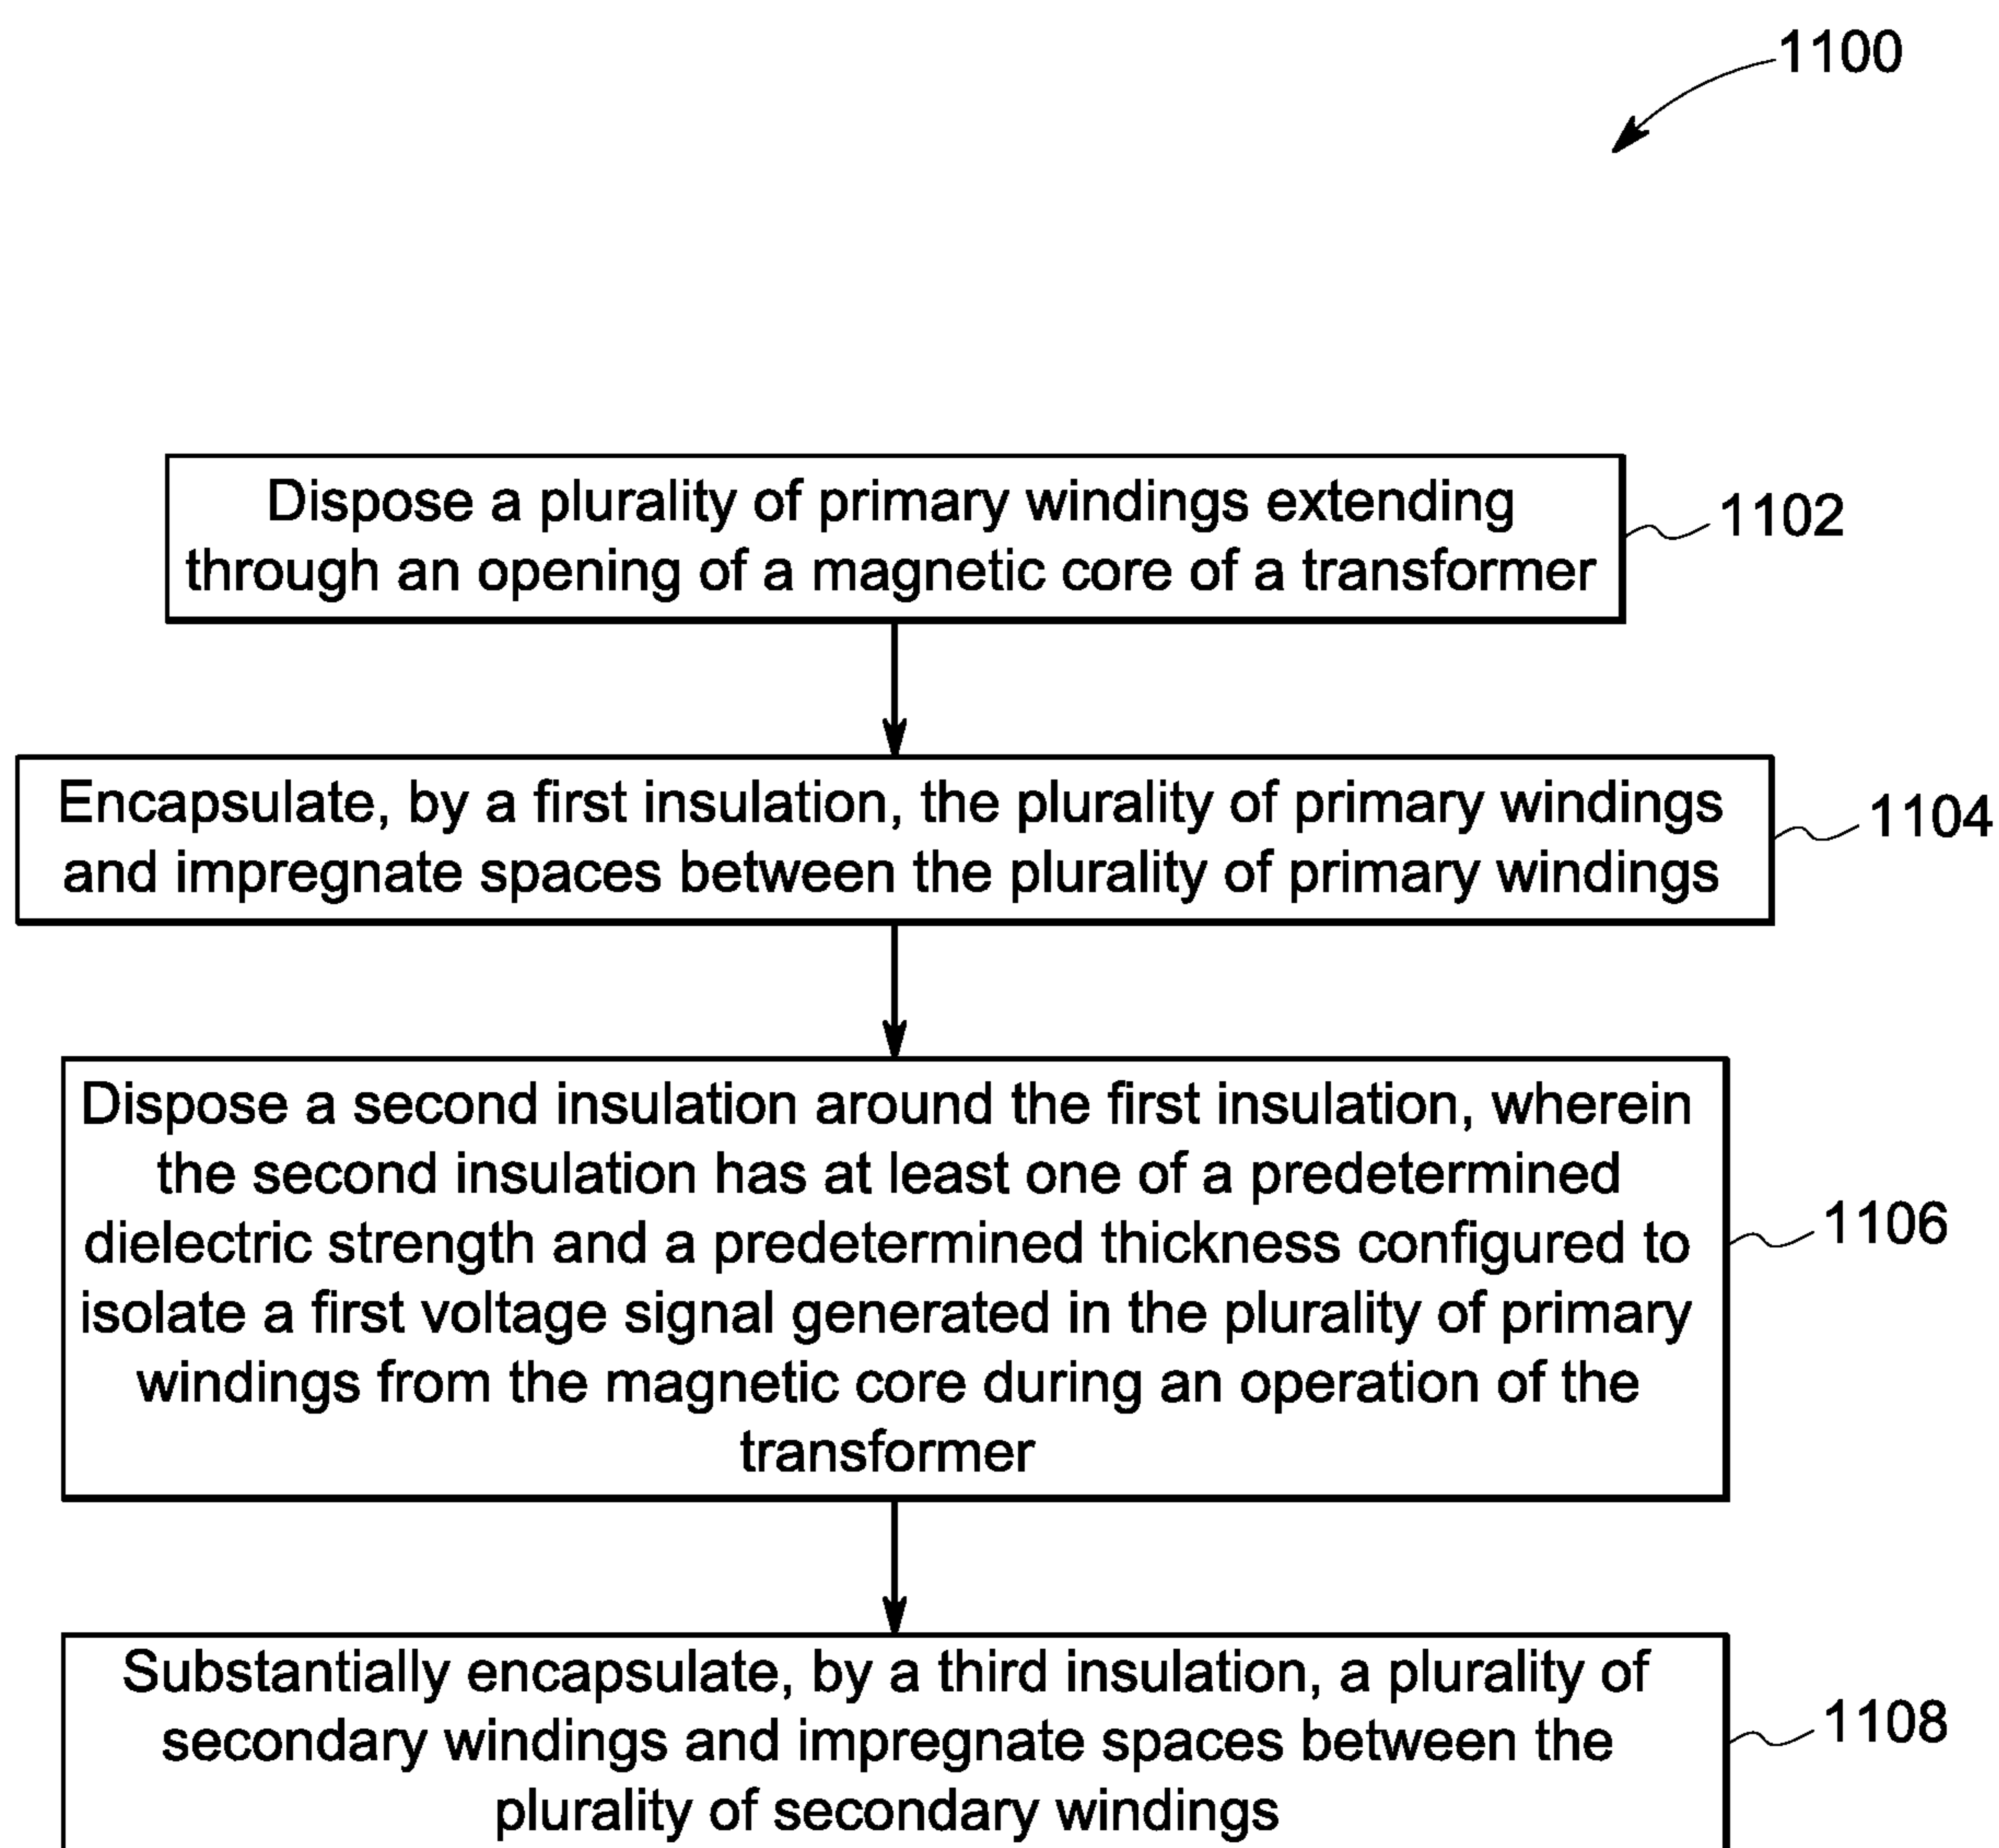 1100
Dispose a plurality of primary windings extending
through an opening of a magnetic core of a transformer
1102
Encapsulate, by a first insulation, the plurality of primary windings
and impregnate spaces between the plurality of primary windings
1104
Dispose a second insulation around the first insulation, wherein
the second insulation has at least one of a predetermined
dielectric strength and a predetermined thickness configured to
isolate a first voltage signal generated in the plurality of primary
windings from the magnetic core during an operation of the
transformer
1106
Substantially encapsulate, by a third insulation, a plurality of
secondary windings and impregnate spaces between the
plurality of secondary windings
1108